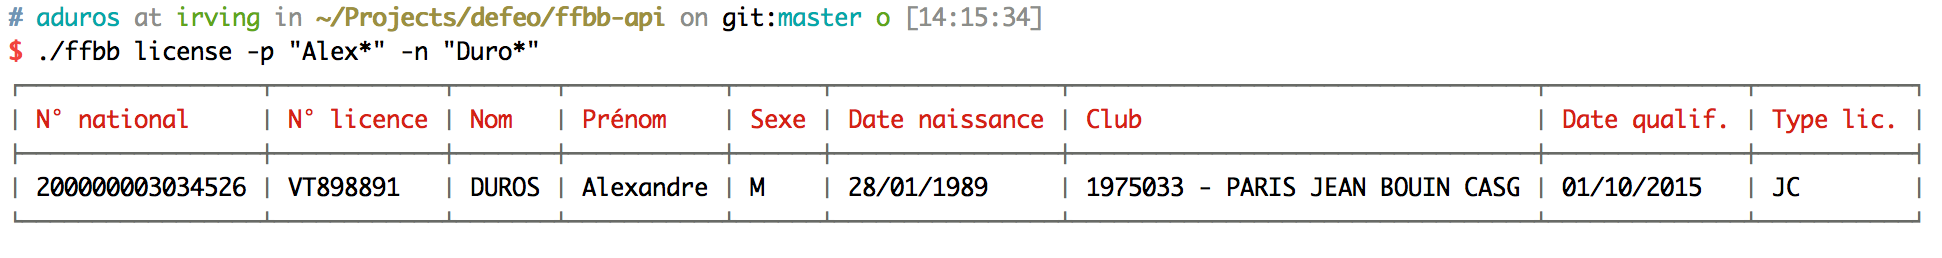 # aduros at irving in ~/Projects/defeo/ffbb-api on git:master o [14:15:34]
$ ./ffbb license -p "Alex*" -n "Duro*"
N° national N° licence Nom Prénom Sexe Date naissance Club Date qualif. Type lic.
200000003034526 VT898891 DUROS Alexandre M 28/01/1989 1975033 - PARIS JEAN BOUIN CASG 01/10/2015 JC